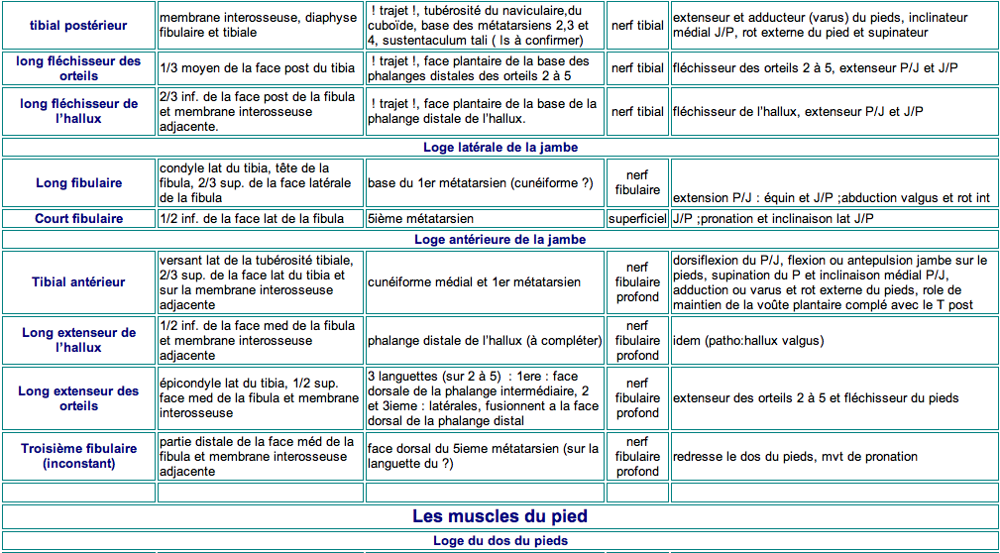 tibial postérieur
membrane interosseuse, diaphyse
fibulaire et tibiale
! trajet !, tubérosité du naviculaire,du
cuboïde, base des métatarsiens 2,3 et
4, sustentaculum tali ( Is à confirmer)
nerf tibial
extenseur et adducteur (varus) du pieds, inclinateur
médial J/P, rot externe du pied et supinateur
long fléchisseur des
orteils
1/3 moyen de la face post du tibia
! trajet !, face plantaire de la base des
phalanges distales des orteils 2 à 5
nerf tibial
fléchisseur des orteils 2 à 5, extenseur P/J et J/P
long fléchisseur de
l'hallux
2/3 inf. de la face post de la fibula
et membrane interosseuse
adjacente.
! trajet !, face plantaire de la base de la
phalange distale de l'hallux.
nerf tibial
fléchisseur de l'hallux, extenseur P/J et J/P
Loge latérale de la jambe
Long fibulaire
condyle lat du tibia, tête de la
fibula, 2/3 sup. de la face latérale
de la fibula
base du 1er métatarsien (cunéiforme ?)
nerf
fibulaire
extension P/J : équin et J/P ;abduction valgus et rot int
Court fibulaire
1/2 inf. de la face lat de la fibula
5ième métatarsien
superficiel
J/P ;pronation et inclinaison lat J/P
Loge antérieure de la jambe
Tibial antérieur
versant lat de la tubérosité tibiale,
2/3 sup. de la face lat du tibia et
sur la membrane interosseuse
adjacente
cunéiforme médial et 1er métatarsien
nerf
fibulaire
profond
dorsiflexion du P/J, flexion ou antepulsion jambe sur le
pieds, supination du P et inclinaison médial P/J,
adduction ou varus et rot externe du pieds, role de
maintien de la voûte plantaire complé avec le T post
Long extenseur de
l'hallux
1/2 inf. de la face med de la fibula
et membrane interosseuse
adjacente
phalange distale de l'hallux (à compléter)
nerf
fibulaire
profond
idem (patho:hallux valgus)
Long extenseur des
orteils
épicondyle lat du tibia, 1/2 sup.
face med de la fibula et membrane
interosseuse
3 languettes (sur 2 à 5)  : 1ere : face
dorsale de la phalange intermédiaire, 2
et 3ieme : latérales, fusionnent a la face
dorsal de la phalange distal
nerf
fibulaire
profond
extenseur des orteils 2 à 5 et fléchisseur du pieds
Troisième fibulaire
(inconstant)
partie distale de la face méd de la
fibula et membrane interosseuse
adjacente
face dorsal du 5ieme métatarsien (sur la
languette du ?)
nerf
fibulaire
profond
redresse le dos du pieds, mvt de pronation
Les muscles du pied
Loge du dos du pieds